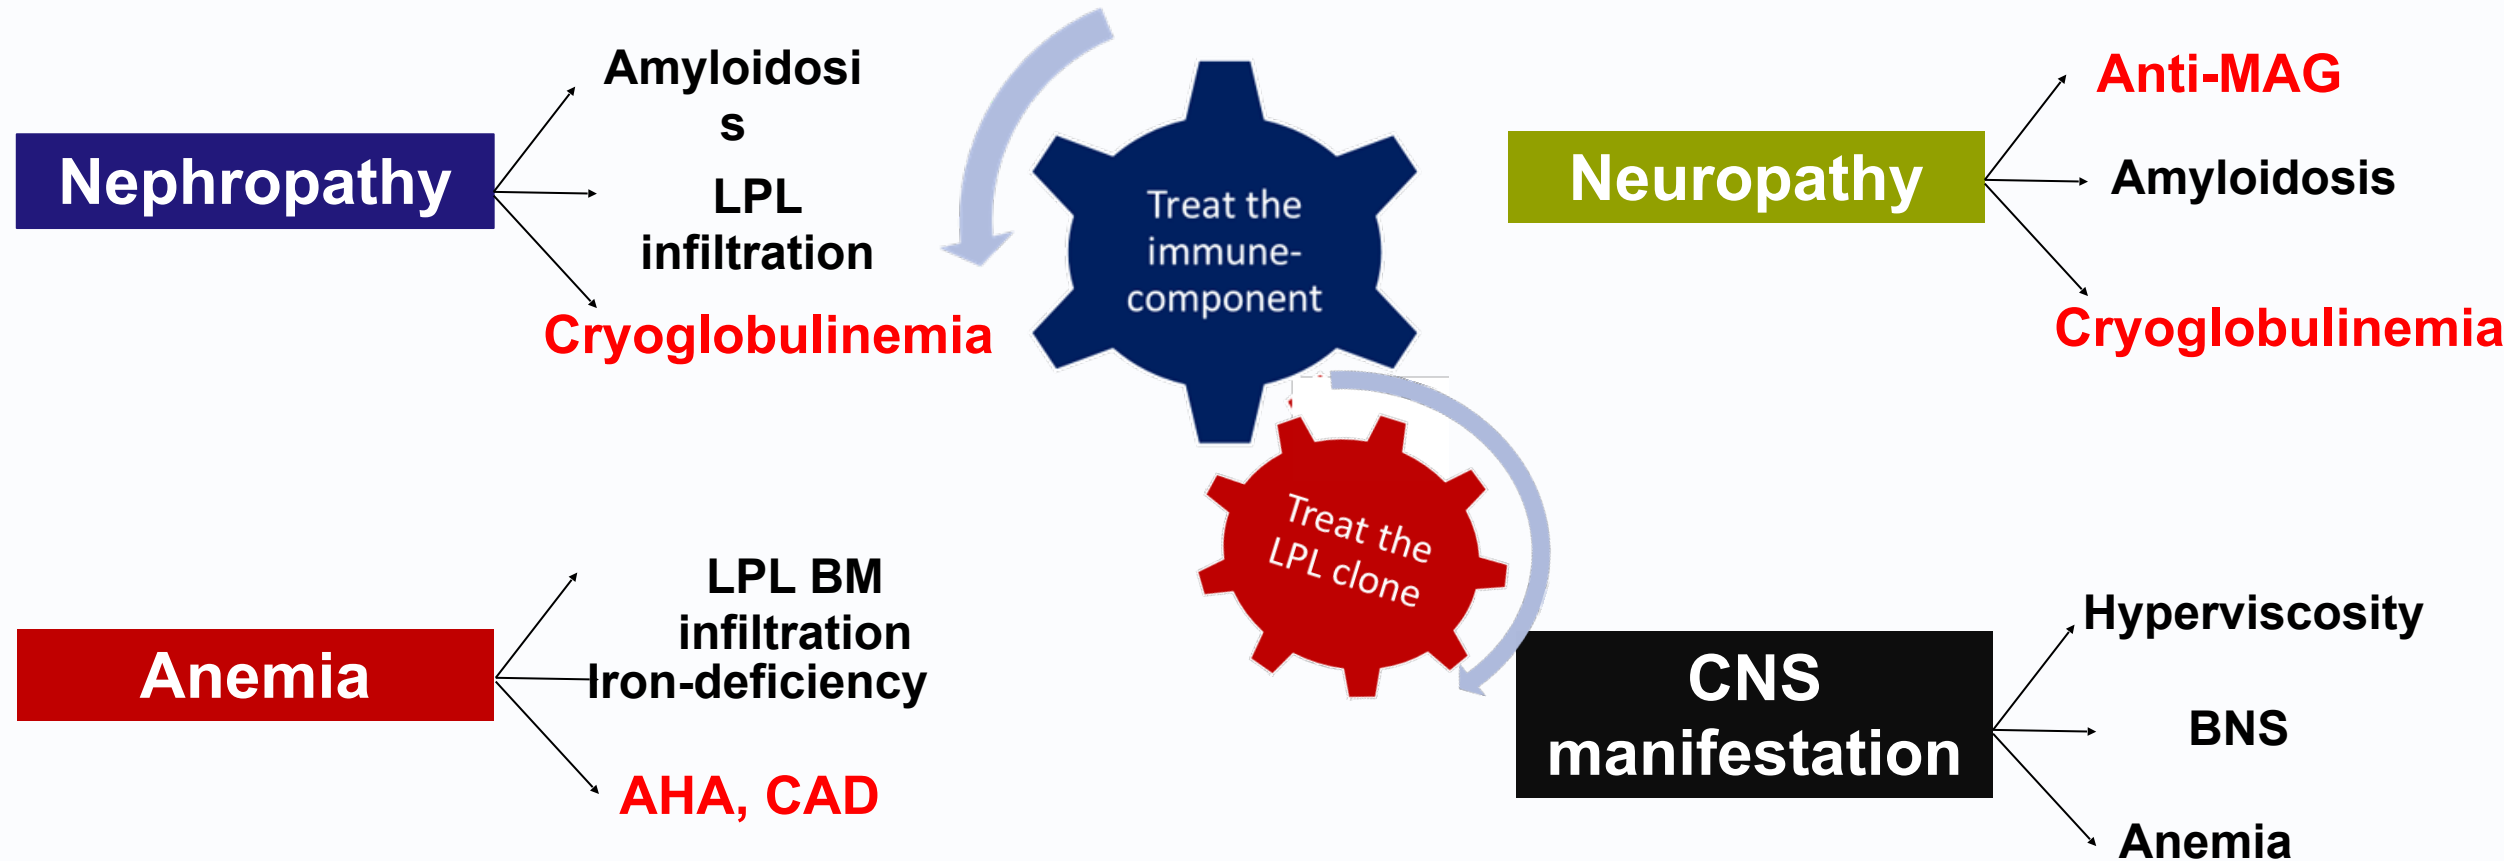 Nephropathy
Amyloidosi
s
LPL
infiltration
Cryoglobulinemia
Treat the
immune-
component
Neuropathy
Anti-MAG
Amyloidosis
Cryoglobulinemia
Treat the
LPL clone
Anemia
LPL BM
infiltration
Iron-deficiency
AHA, CAD
CNS
manifestation
Hyperviscosity
BNS
Anemia